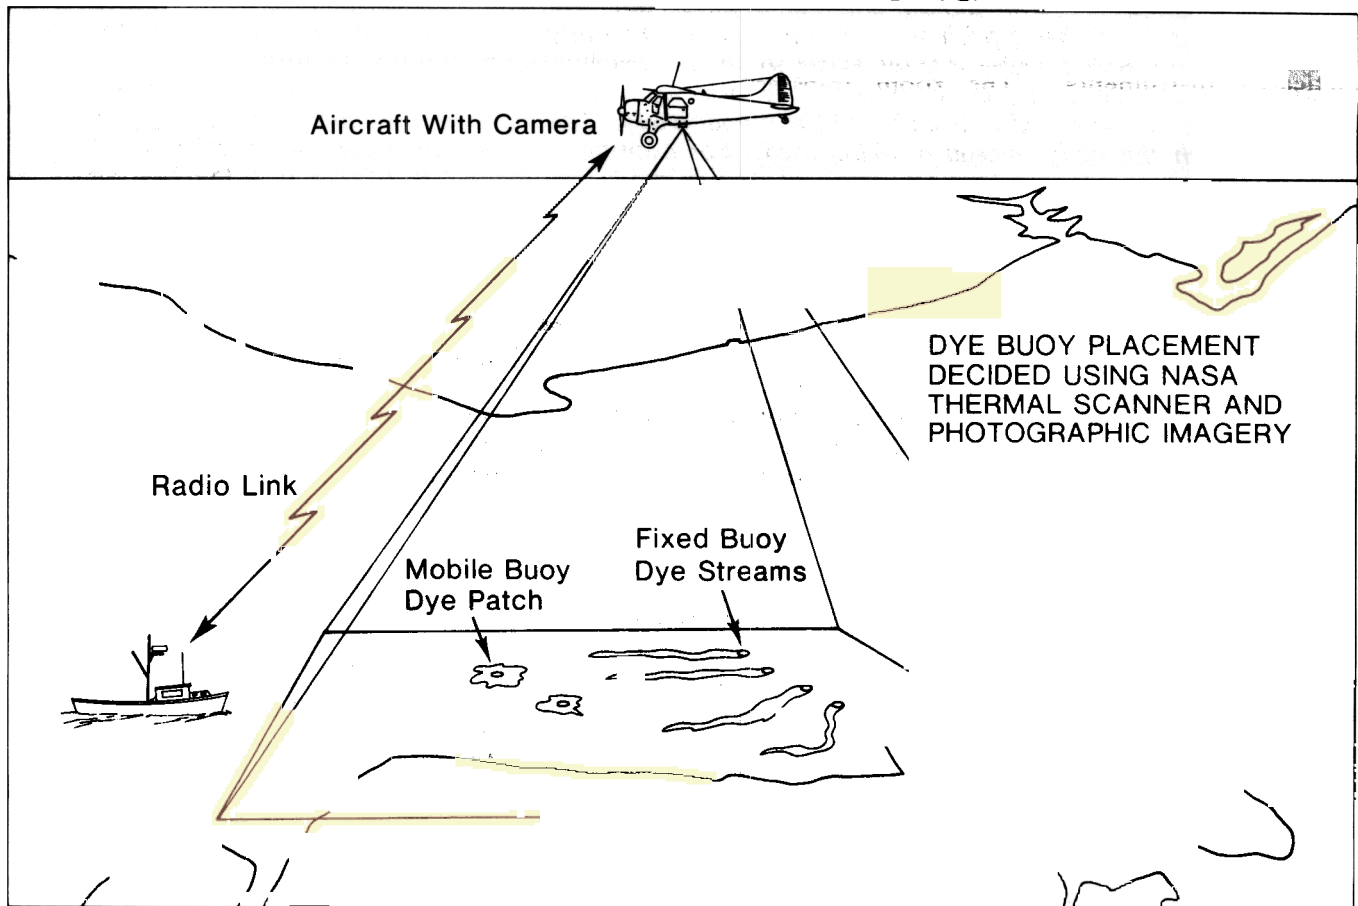 Aircraft With Camera
DYE BUOY PLACEMENT
DECIDED USING NASA
THERMAL SCANNER AND
PHOTOGRAPHIC IMAGERY
Radio Link
Fixed Buoy
Dye Streams
Mobile Buoy
Dye Patch